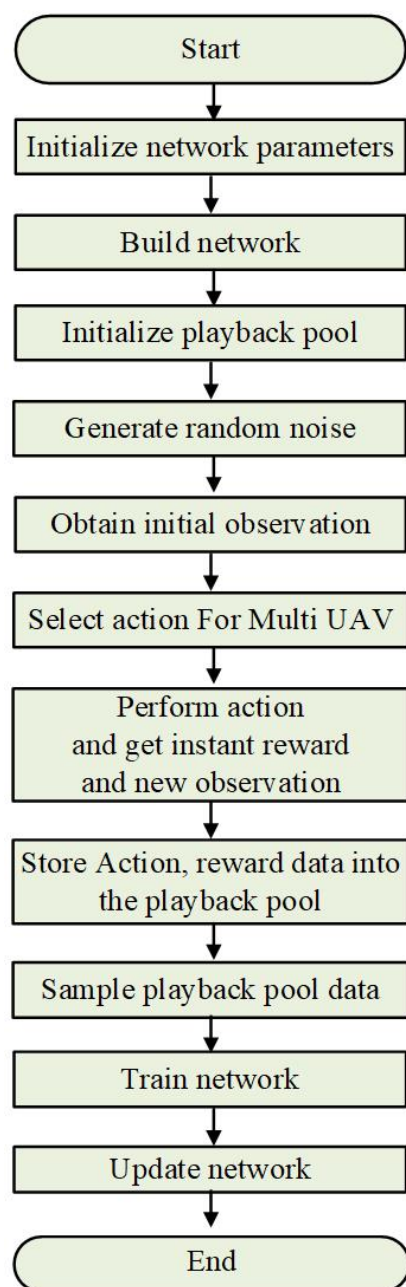 Start
Initialize network parameters
Build network
Initialize playback pool
Generate random noise
Obtain initial observation
Select action For Multi UAV
Perform action
and get instant reward
and new observation
Store Action, reward data into
the playback pool
Sample playback pool data
Train network
Update network
End